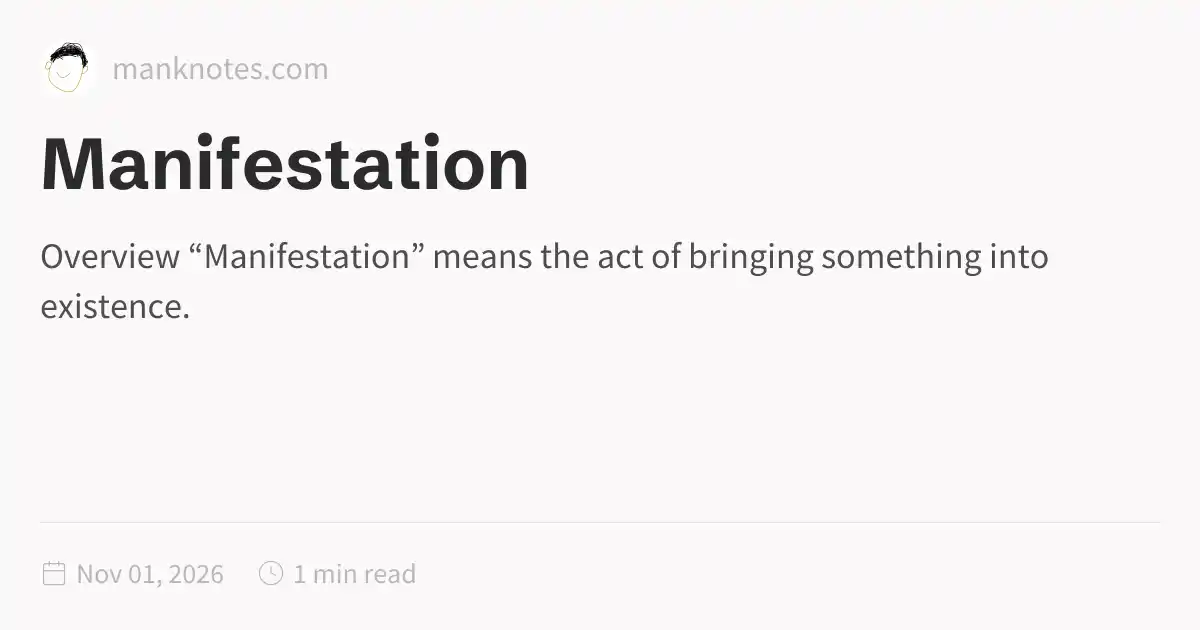 manknotes.com
Manifestation
Overview “Manifestation” means the act of bringing something into
existence.
Nov 01, 2026 1 min read